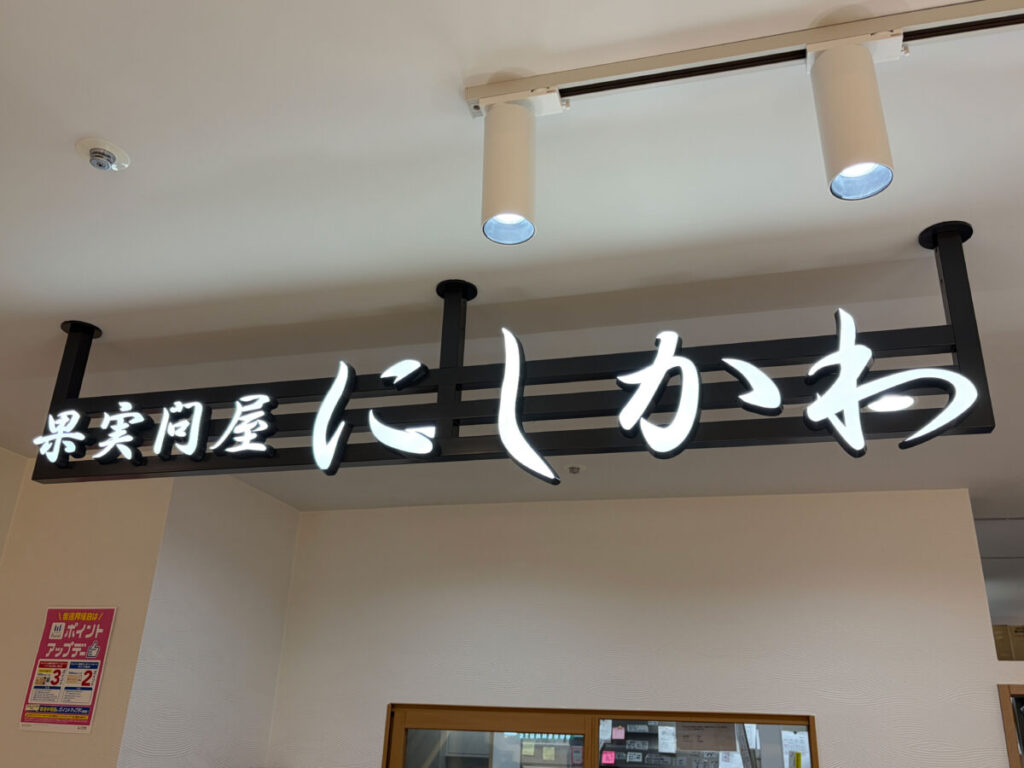 果実問屋 にしかわ
ポイント
アップデー
3
2